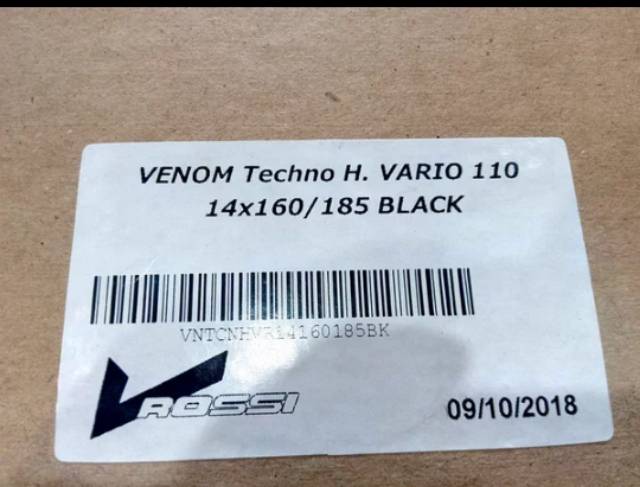 VENOM Techno H. VARIO 110
14x160/185 BLACK
VNTCNHVR14160185BK
V ROSSI
09/10/2018